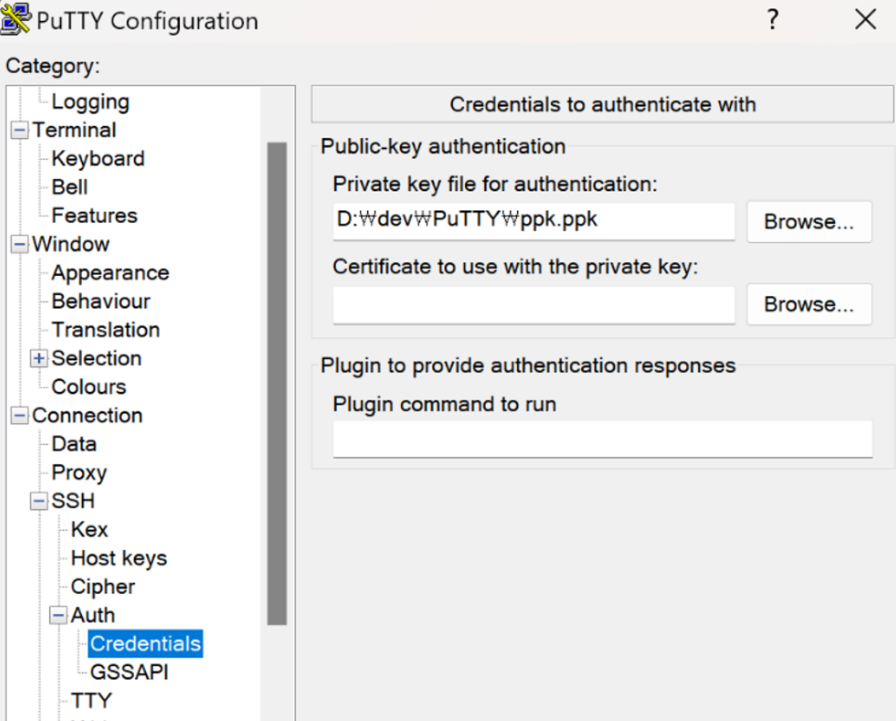 PuTTY Configuration
?
Category:
Logging
Terminal
Keyboard
Bell
Features
Window
Appearance
Behaviour
Translation
Selection
Colours
Connection
Data
Proxy
SSH
Kex
Host keys
Cipher
Auth
Credentials
GSSAPI
TTY
Credentials to authenticate with
Public-key authentication
Private key file for authentication:
D:₩dev₩PuTTY₩ppk.ppk
Browse...
Certificate to use with the private key:
Browse...
Plugin to provide authentication responses
Plugin command to run